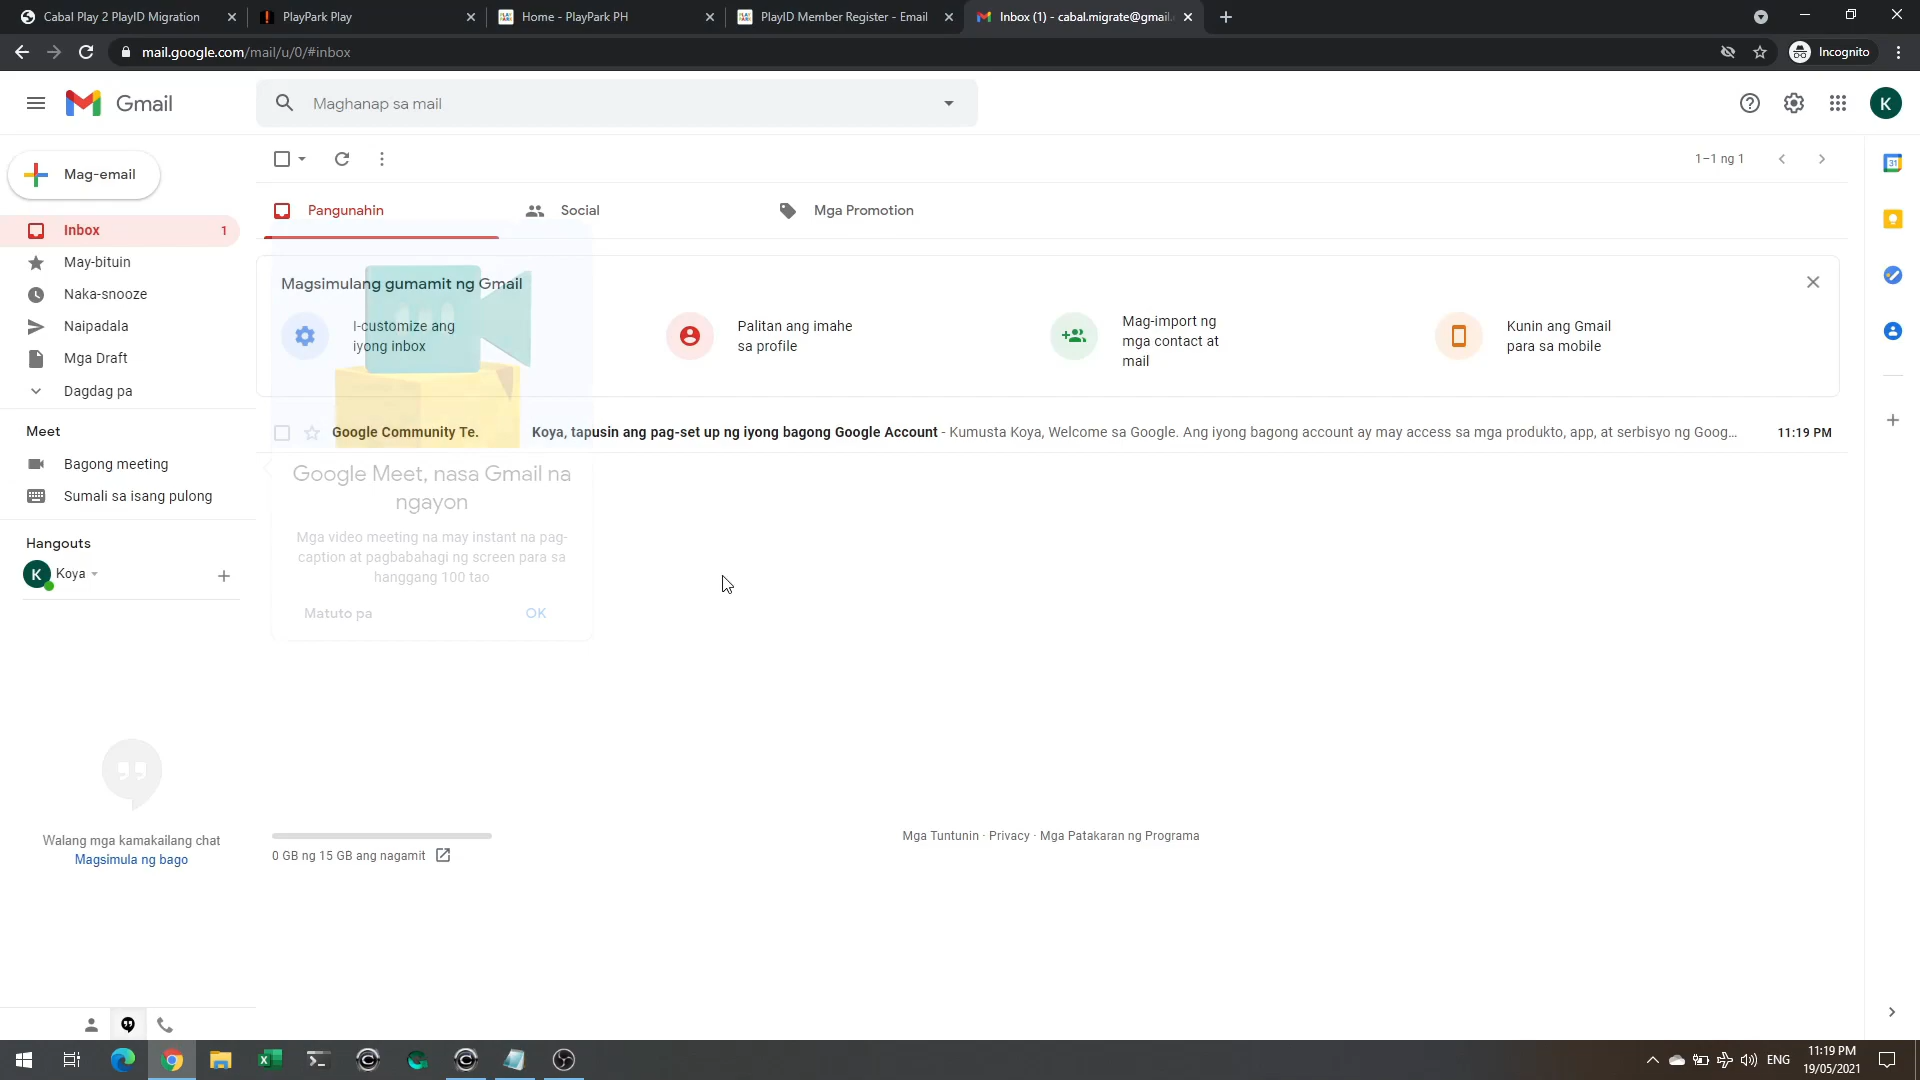 Cabal Play 2 PlayID Migration
PlayPark Play
Home - PlayPark PH
PlayID Member Register - Email
Inbox (1) - cabal.migrate@gmail.
mail.google.com/mail/u/0/#inbox
Incognito
Gmail
Maghanap sa mail
K
Mag-email
1–1 ng 1
31
Pangunahin
Social
Mga Promotion
Inbox
1
May-bituin
Naka-snooze
Naipadala
Mga Draft
Dagdag pa
Magsimulang gumamit ng Gmail
I-customize ang
iyong inbox
Palitan ang imahe
sa profile
Mag-import ng
mga contact at
mail
Kunin ang Gmail
para sa mobile
Google Community Te.
Koya, tapusin ang pag-set up ng iyong bagong Google Account - Kumusta Koya, Welcome sa Google. Ang iyong bagong account ay may access sa mga produkto, app, at serbisyo ng Goog...
11:19 PM
Meet
Bagong meeting
Sumali sa isang pulong
Google Meet, nasa Gmail na
ngayon
Mga video meeting na may instant na pag-
caption at pagbabahagi ng screen para sa
hanggang 100 tao
Matuto pa
OK
Hangouts
K
Koya
Walang mga kamakailang chat
Magsimula ng bago
0 GB ng 15 GB ang nagamit
Mga Tuntunin · Privacy · Mga Patakaran ng Programa
ENG
11:19 PM
19/05/2021